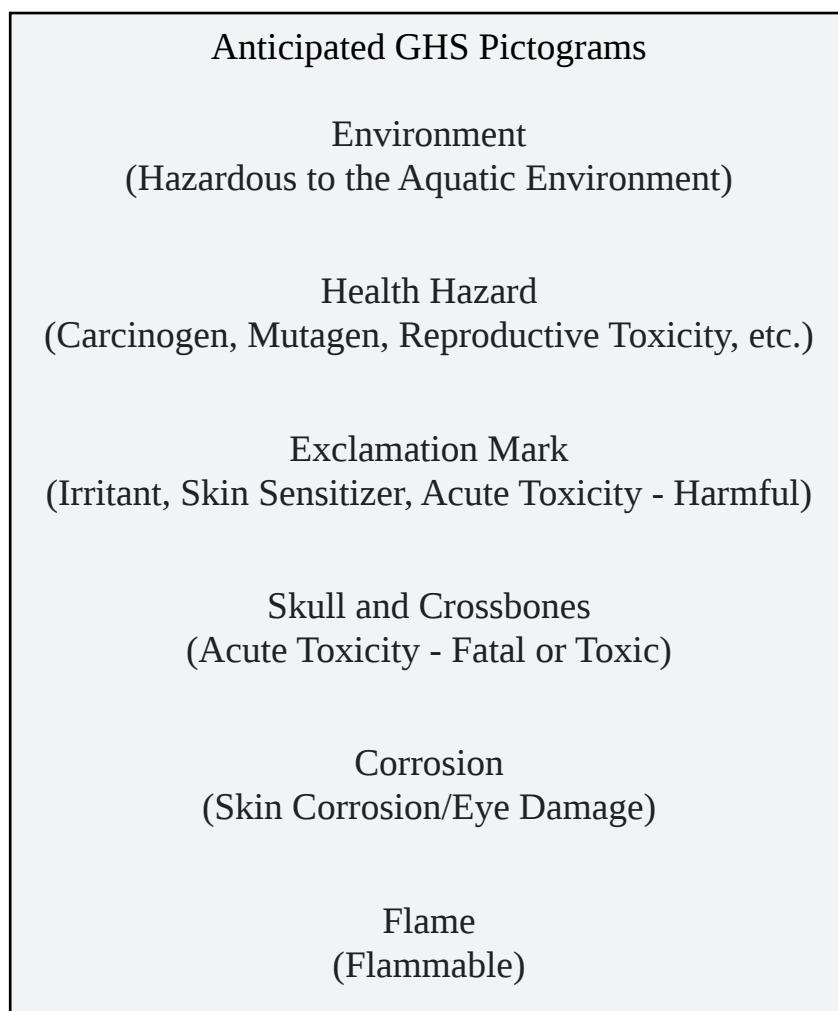 Anticipated GHS Pictograms
Environment
(Hazardous to the Aquatic Environment)
Health Hazard
(Carcinogen, Mutagen, Reproductive Toxicity, etc.)
Exclamation Mark
(Irritant, Skin Sensitizer, Acute Toxicity - Harmful)
Skull and Crossbones
(Acute Toxicity - Fatal or Toxic)
Corrosion
(Skin Corrosion/Eye Damage)
Flame
(Flammable)